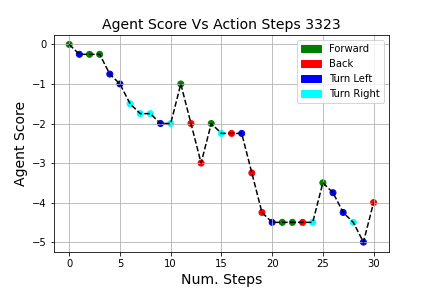 Agent Score Vs Action Steps 3323
Forward
Back
Turn Left
Turn Right
Agent Score
0
−1
−2
−3
−4
−5
0 5 10 15 20 25 30
Num. Steps